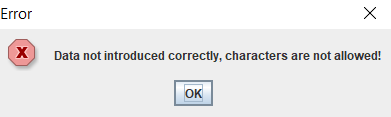 Error
Data not introduced correctly, characters are not allowed!
OK